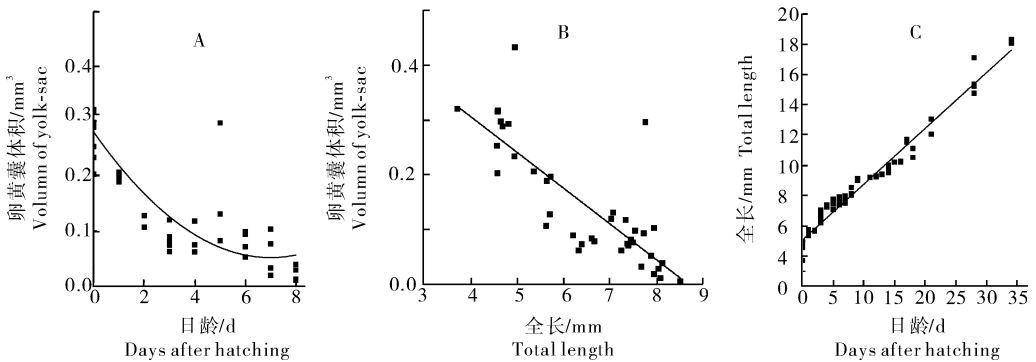 A
卵黄囊体积/mm³
Volumn of yolk-sac
0.4
0.3
0.2
0.1
0.0
0 2 4 6 8
日龄/d
Days after hatching
B
卵黄囊体积/mm³
Volumn of yolk-sac
0.4
0.2
0.0
3 4 5 6 7 8 9
全长/mm
Total length
C
全长/mm Total length
20
18
16
14
12
10
8
6
4
2
0 5 10 15 20 25 30 35
日龄/d
Days after hatching